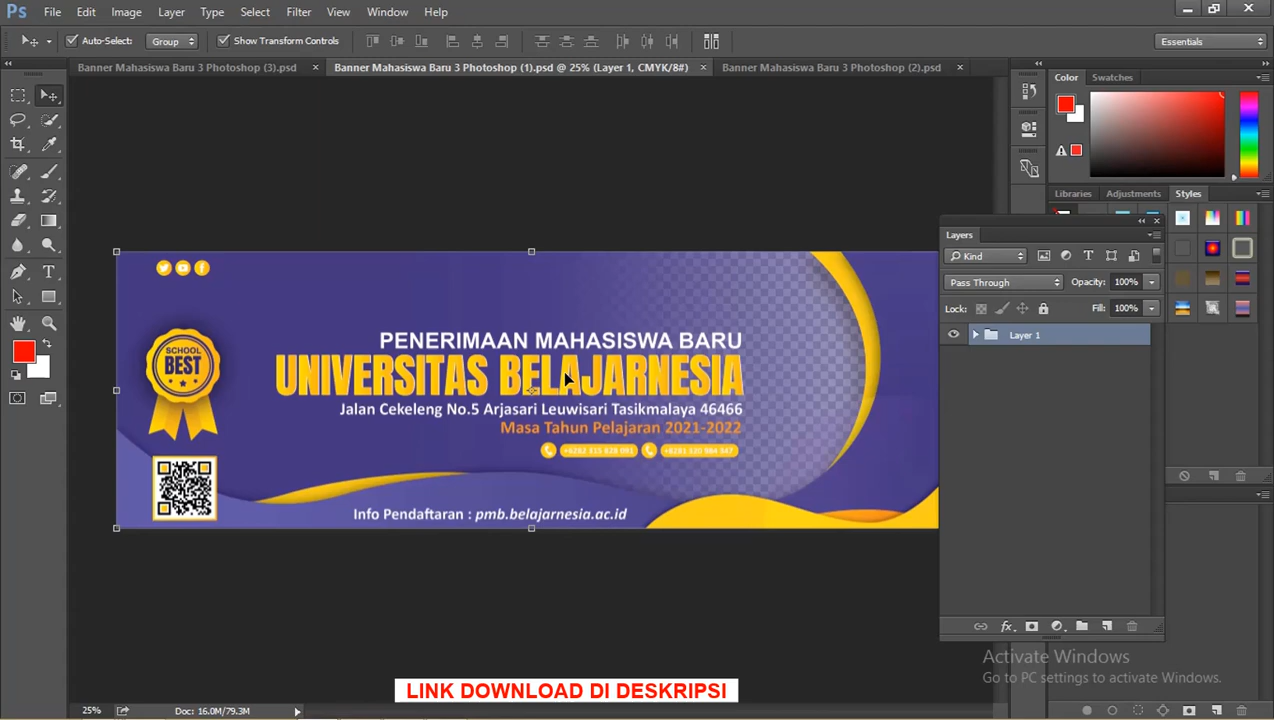 Ps File Edit Image Layer Type Select Filter View Window Help
Auto-Select: Group Show Transform Controls Essentials
Banner Mahasiswa Baru 3 Photoshop (3).psd Banner Mahasiswa Baru 3 Photoshop (1).psd @ 25% (Layer 1, CMYK/8#) Banner Mahasiswa Baru 3 Photoshop (2).psd
Color Swatches
Libraries Adjustments Styles
Layers
Kind
Pass Through Opacity: 100%
Lock: Fill: 100%
Layer 1
SCHOOL
BEST
PENERIMAAN MAHASISWA BARU
UNIVERSITAS BELAJARNESIA
Jalan Cekeleng No.5 Arjasari Leuwisari Tasikmalaya 46466
Masa Tahun Pelajaran 2021-2022
Info Pendaftaran : pmb.belajarnesia.ac.id
fx
Activate Windows
Go to PC settings to activate Windows.
LINK DOWNLOAD DI DESKRIPSI
25% Doc: 16.0M/79.3M